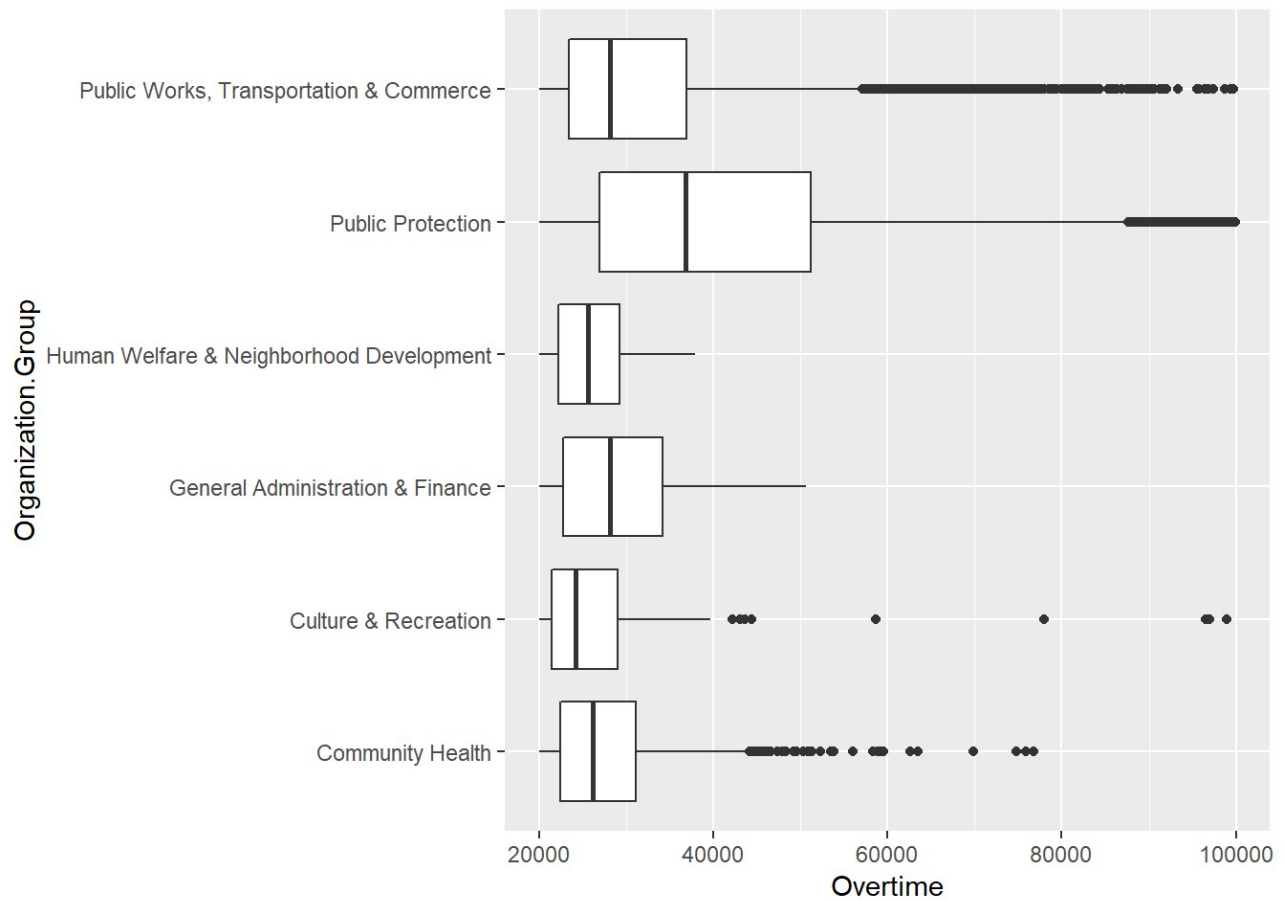 Public Works, Transportation & Commerce
Public Protection
Human Welfare & Neighborhood Development
General Administration & Finance
Culture & Recreation
Community Health
Organization.Group
20000 40000 60000 80000 100000
Overtime